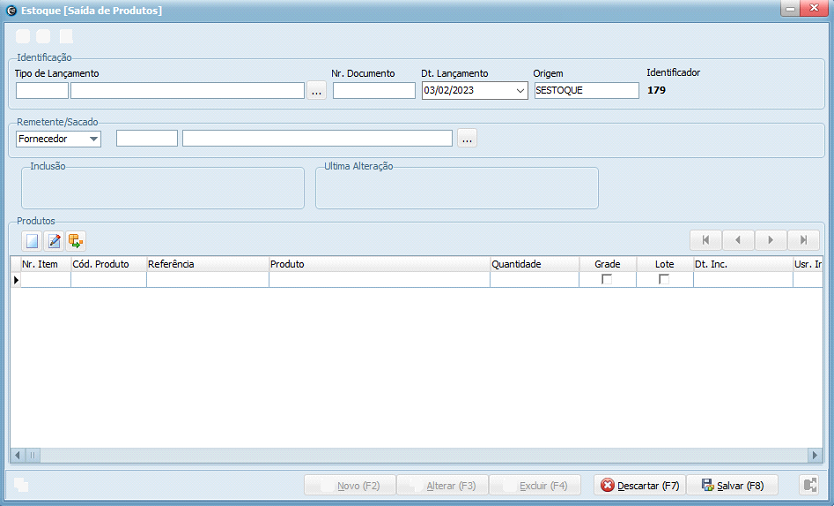 Estoque [Saída de Produtos]
Identificação
Tipo de Lançamento Nr. Documento Dt. Lançamento Origem Identificador
... 03/02/2023 SESTOQUE 179
Remetente/Sacado
Fornecedor ...
Inclusão Ultima Alteração
Produtos
Nr. Item Cód. Produto Referência Produto Quantidade Grade Lote Dt. Inc. Usr. Ir
Novo (F2) Alterar (F3) Excluir (F4) Descartar (F7) Salvar (F8)